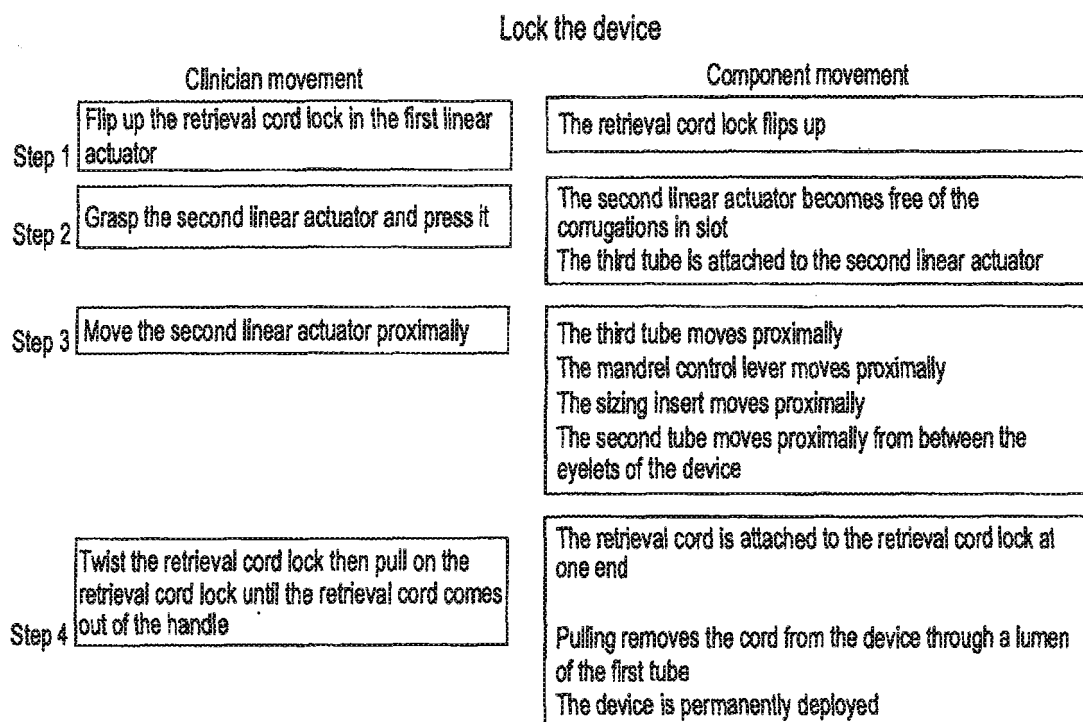 Lock the device
Clinician movement
Component movement
Step 1
Flip up the retrieval cord lock in the first linear
actuator
The retrieval cord lock flips up
Step 2
Grasp the second linear actuator and press it
The second linear actuator becomes free of the
corrugations in slot
The third tube is attached to the second linear actuator
Step 3
Move the second linear actuator proximally
The third tube moves proximally
The mandrel control lever moves proximally
The sizing insert moves proximally
The second tube moves proximally from between the
eyelets of the device
Step 4
Twist the retrieval cord lock then pull on the
retrieval cord lock until the retrieval cord comes
out of the handle
The retrieval cord is attached to the retrieval cord lock at
one end
Pulling removes the cord from the device through a lumen
of the first tube
The device is permanently deployed